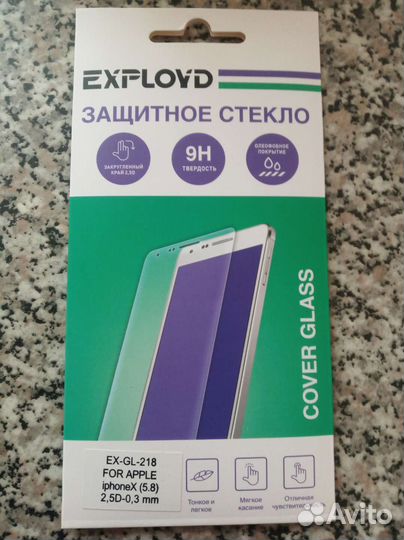 EXPLOYD
ЗАЩИТНОЕ СТЕКЛО
ЗАКРУГЛЕННЫЙ
КРАЙ 2,5D
9H
ТВЕРДОСТЬ
ОЛЕОФОБНОЕ
ПОКРЫТИЕ
COVER GLASS
EX-GL-218
FOR APPLE
iphoneX (5.8)
2,5D-0,3 mm
Тонкое и
легкое
Мягкое
касание
Отличная
чувствительность
Avito